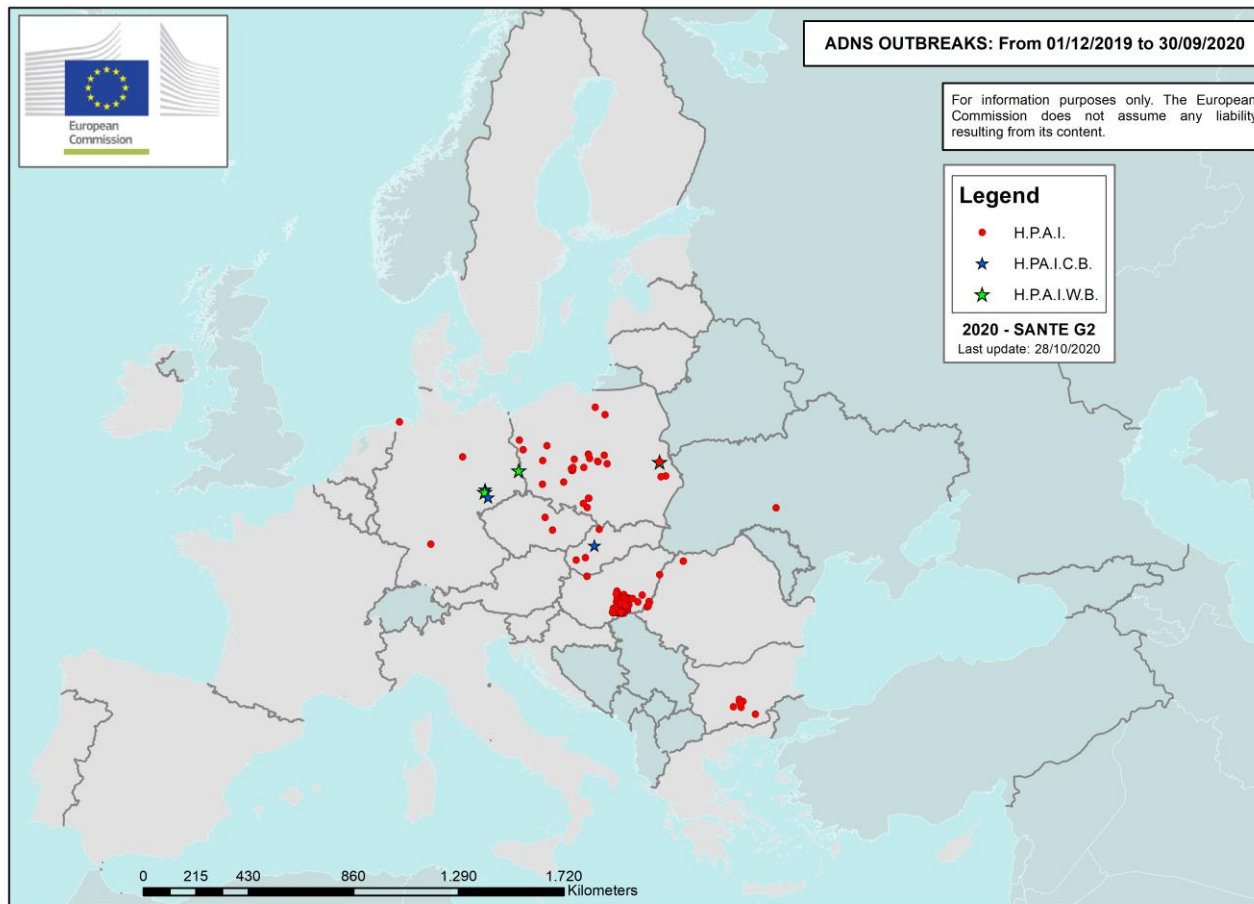 European
Commission
ADNS OUTBREAKS: From 01/12/2019 to 30/09/2020
For information purposes only. The European
Commission does not assume any liability
resulting from its content.
Legend
H.P.A.I.
H.PA.I.C.B.
H.P.A.I.W.B.
2020 - SANTE G2
Last update: 28/10/2020
0 215 430 860 1.290 1.720
Kilometers